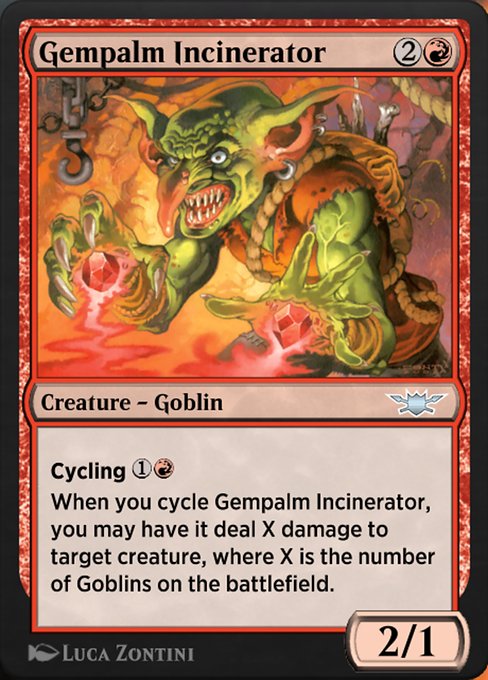 Gempalm Incinerator 2
Creature – Goblin
Cycling 1
When you cycle Gempalm Incinerator,
you may have it deal X damage to
target creature, where X is the number
of Goblins on the battlefield.
2/1
Luca Zontini